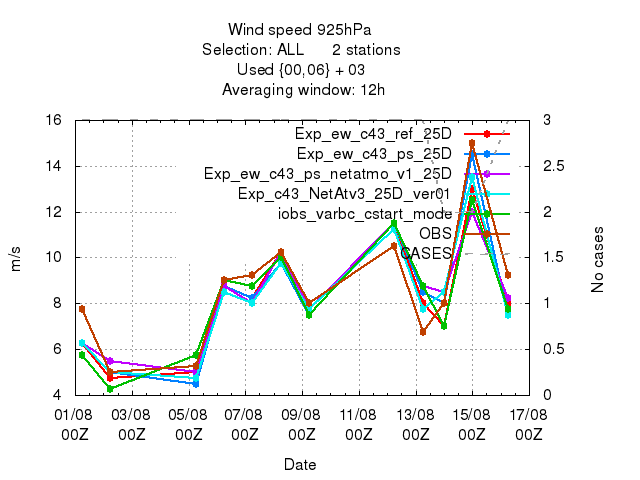 Wind speed 925hPa
Selection: ALL 2 stations
Used {00,06} + 03
Averaging window: 12h
16 3
Exp_ew_c43_ref_25D
Exp_ew_c43_ps_25D
14 2.5
Exp_ew_c43_ps_netatmo_v1_25D
Exp_c43_NetAtv3_25D_ver01
12 2
iobs_varbc_cstart_mode
OBS
CASES
10 1.5
m/s
No cases
8 1
6 0.5
4 0
01/08 03/08 05/08 07/08 09/08 11/08 13/08 15/08 17/08
00Z 00Z 00Z 00Z 00Z 00Z 00Z 00Z 00Z
Date